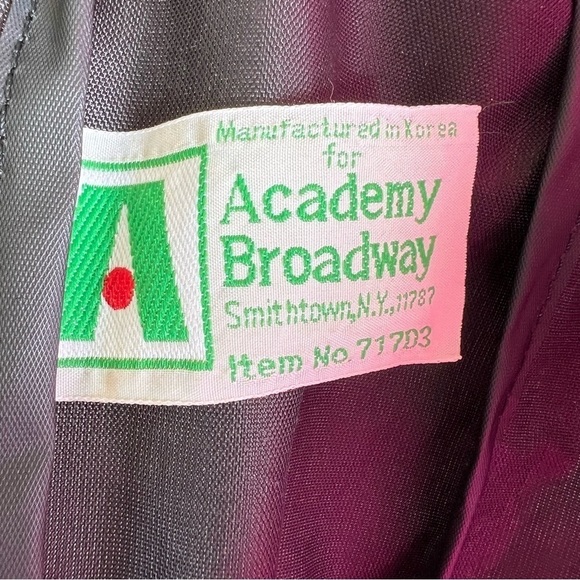 Manufactured in Korea
for
Academy
Broadway
Smithtown, N.Y., 11787
Item No. 71703